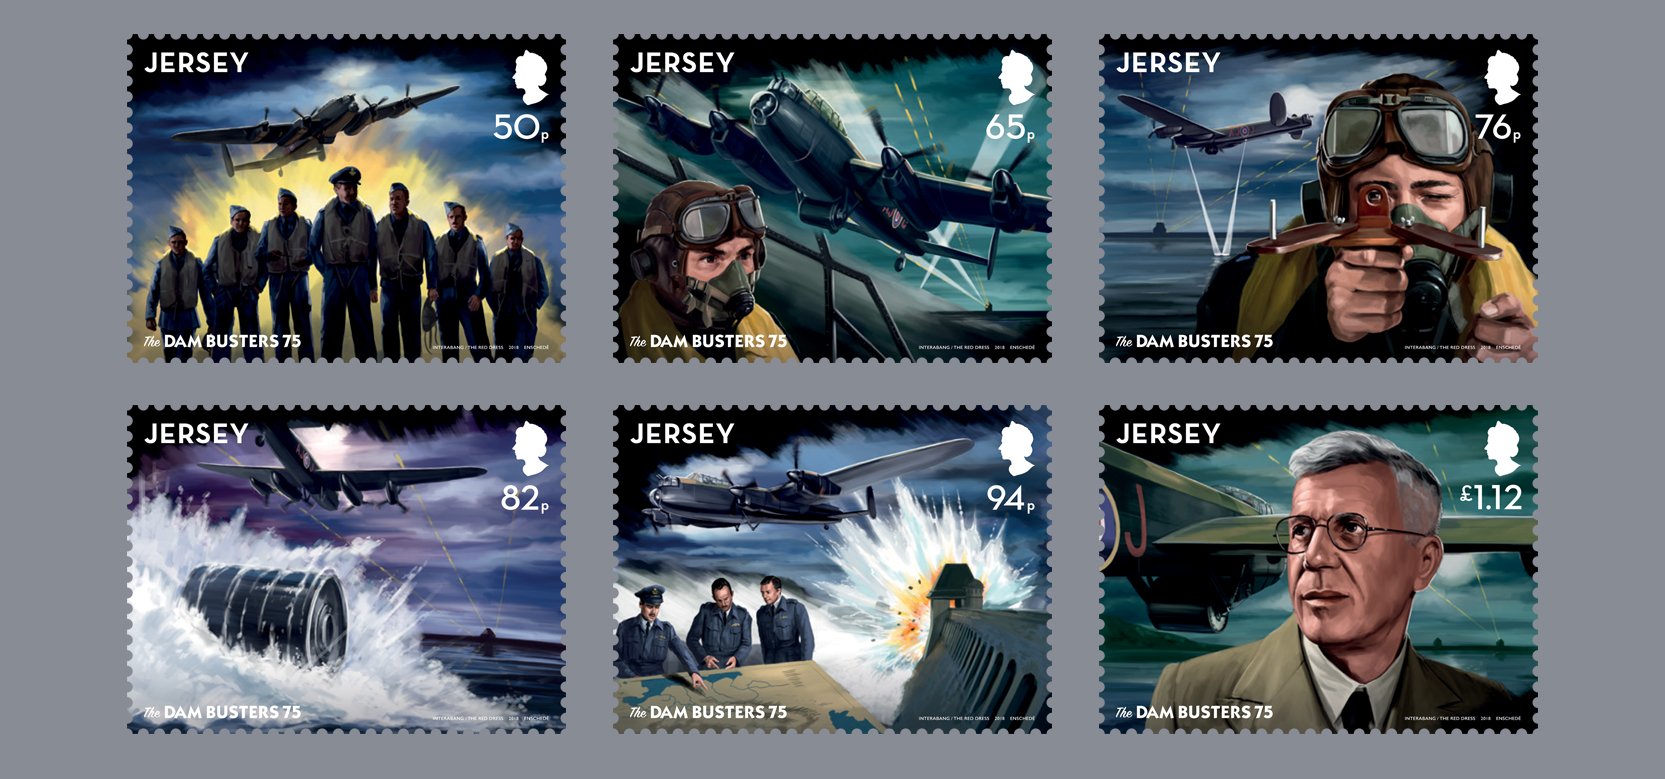 JERSEY
50p
The DAM BUSTERS 75
INTERABANG / THE RED DRESS 2018 ENSCHEDÉ
JERSEY
65p
The DAM BUSTERS 75
INTERABANG / THE RED DRESS 2018 ENSCHEDÉ
JERSEY
76p
The DAM BUSTERS 75
INTERABANG / THE RED DRESS 2018 ENSCHEDÉ
JERSEY
82p
The DAM BUSTERS 75
INTERABANG / THE RED DRESS 2018 ENSCHEDÉ
JERSEY
94p
The DAM BUSTERS 75
INTERABANG / THE RED DRESS 2018 ENSCHEDÉ
JERSEY
£1.12
J
The DAM BUSTERS 75
INTERABANG / THE RED DRESS 2018 ENSCHEDÉ